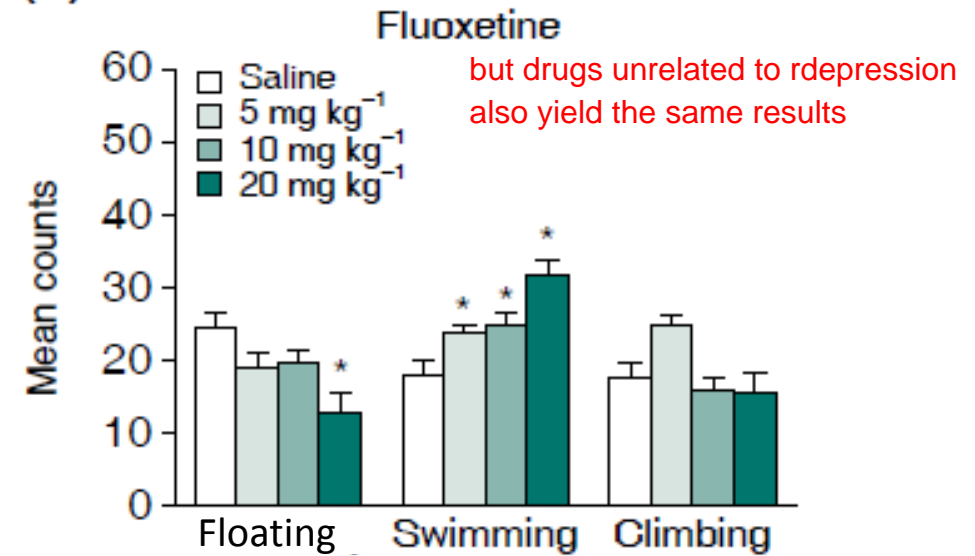 Fluoxetine
but drugs unrelated to rdepression
also yield the same results
Saline
5 mg kg⁻¹
10 mg kg⁻¹
20 mg kg⁻¹
Mean counts
60
50
40
30
20
10
0
*
*
*
*
Floating
Swimming
Climbing